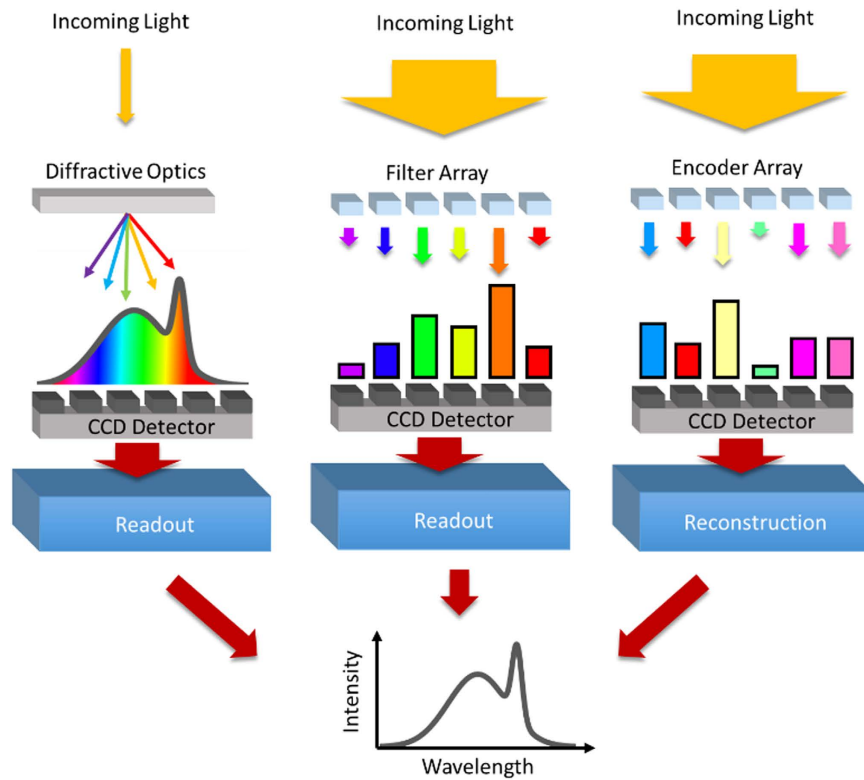 Incoming Light
Incoming Light
Incoming Light
Diffractive Optics
Filter Array
Encoder Array
CCD Detector
CCD Detector
CCD Detector
Readout
Readout
Reconstruction
Intensity
Wavelength